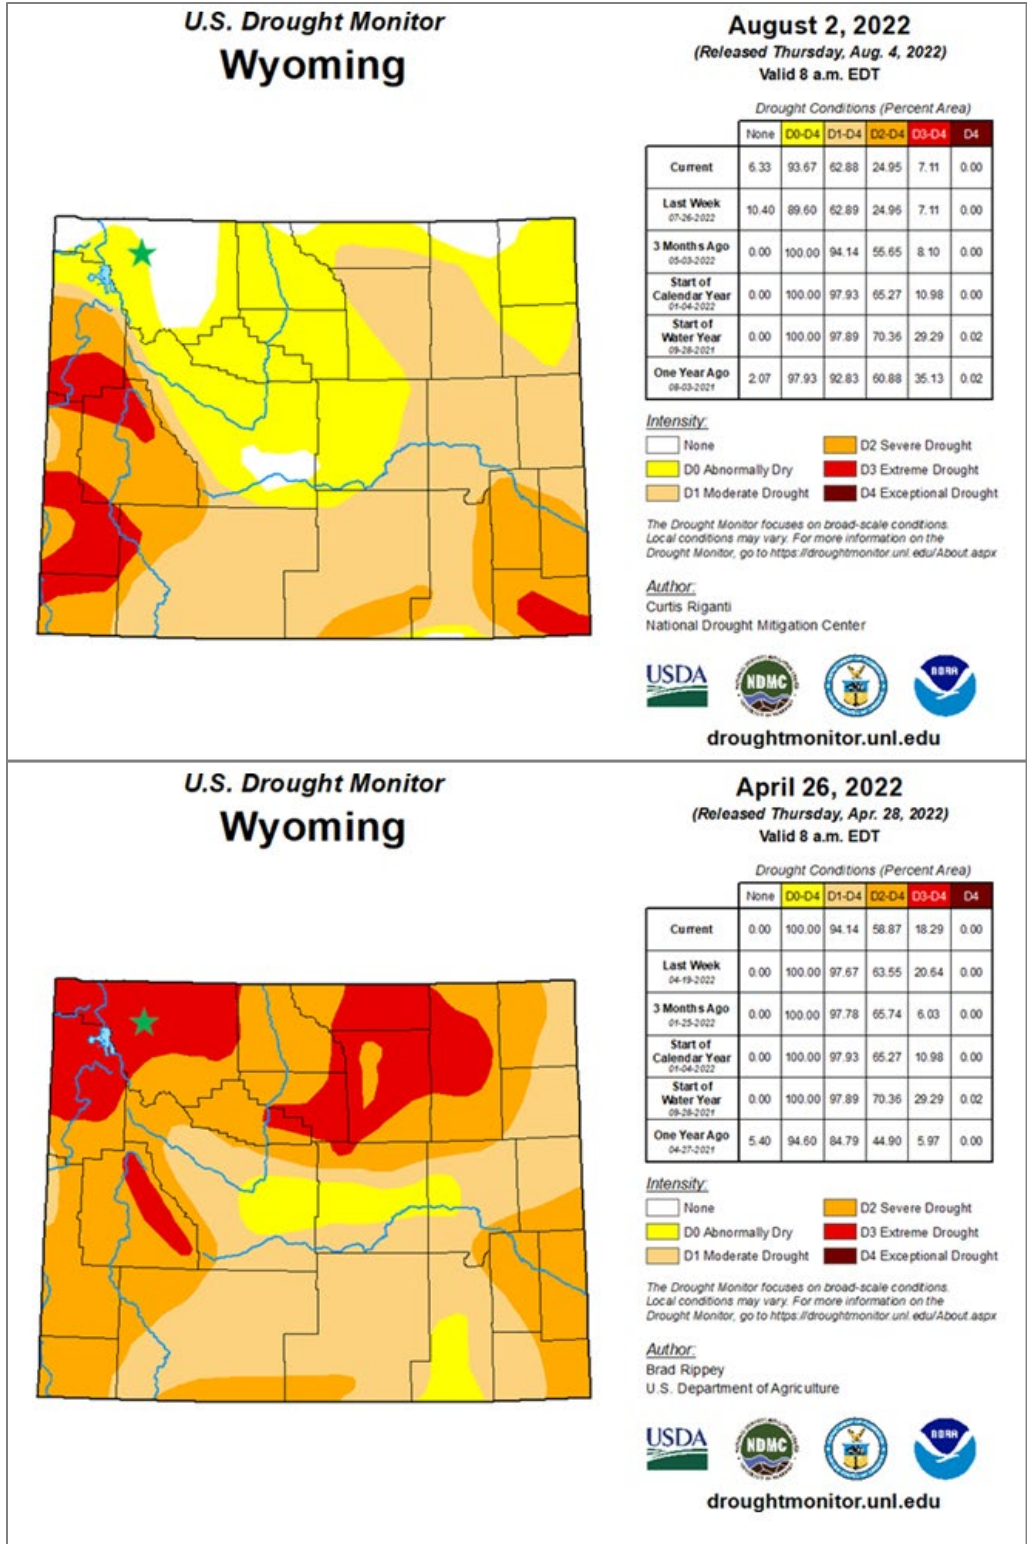 U.S. Drought Monitor
Wyoming
August 2, 2022
(Released Thursday, Aug. 4, 2022)
Valid 8 a.m. EDT
Drought Conditions (Percent Area)
None D0-D4 D1-D4 D2-D4 D3-D4 D4
Current 6.33 93.67 62.88 24.95 7.11 0.00
Last Week 07-26-2022 10.40 89.60 62.89 24.96 7.11 0.00
3 Months Ago 05-03-2022 0.00 100.00 94.14 55.65 8.10 0.00
Start of Calendar Year 01-04-2022 0.00 100.00 97.93 65.27 10.98 0.00
Start of Water Year 09-28-2021 0.00 100.00 97.89 70.36 29.29 0.02
One Year Ago 08-03-2021 2.07 97.93 92.83 60.88 35.13 0.02
Intensity:
None
D0 Abnormally Dry
D1 Moderate Drought
D2 Severe Drought
D3 Extreme Drought
D4 Exceptional Drought
The Drought Monitor focuses on broad-scale conditions.
Local conditions may vary. For more information on the
Drought Monitor, go to https://droughtmonitor.unl.edu/About.aspx
Author:
Curtis Riganti
National Drought Mitigation Center
USDA
NDMC
NOAA
droughtmonitor.unl.edu
U.S. Drought Monitor
Wyoming
April 26, 2022
(Released Thursday, Apr. 28, 2022)
Valid 8 a.m. EDT
Drought Conditions (Percent Area)
None D0-D4 D1-D4 D2-D4 D3-D4 D4
Current 0.00 100.00 94.14 58.87 18.29 0.00
Last Week 04-19-2022 0.00 100.00 97.67 63.55 20.64 0.00
3 Months Ago 01-25-2022 0.00 100.00 97.78 65.74 6.03 0.00
Start of Calendar Year 01-04-2022 0.00 100.00 97.93 65.27 10.98 0.00
Start of Water Year 09-28-2021 0.00 100.00 97.89 70.36 29.29 0.02
One Year Ago 04-27-2021 5.40 94.60 84.79 44.90 5.97 0.00
Intensity:
None
D0 Abnormally Dry
D1 Moderate Drought
D2 Severe Drought
D3 Extreme Drought
D4 Exceptional Drought
The Drought Monitor focuses on broad-scale conditions.
Local conditions may vary. For more information on the
Drought Monitor, go to https://droughtmonitor.unl.edu/About.aspx
Author:
Brad Rippey
U.S. Department of Agriculture
USDA
NDMC
NOAA
droughtmonitor.unl.edu